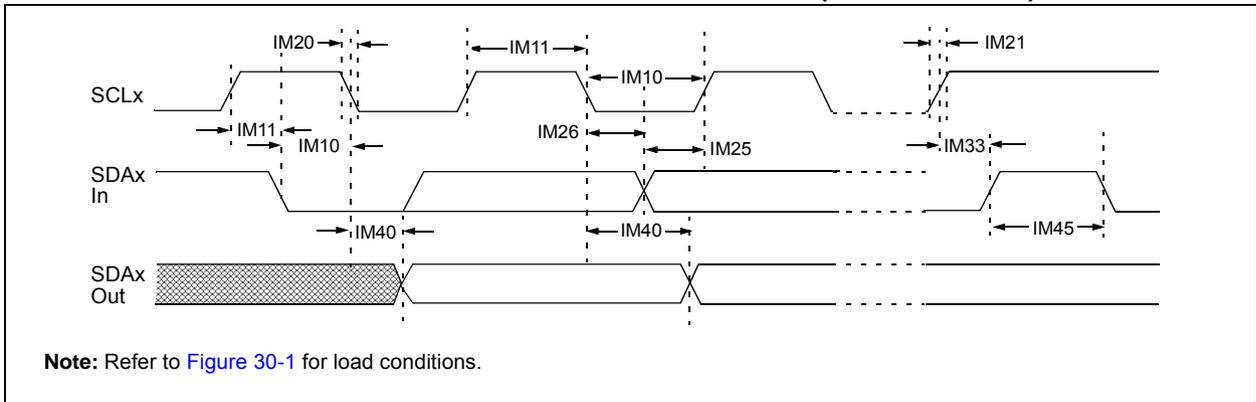 IM20
IM11
IM21
IM10
SCLx
IM11
IM26
IM10
IM25
IM33
SDAx
In
IM40
IM40
IM45
SDAx
Out
Note: Refer to Figure 30-1 for load conditions.